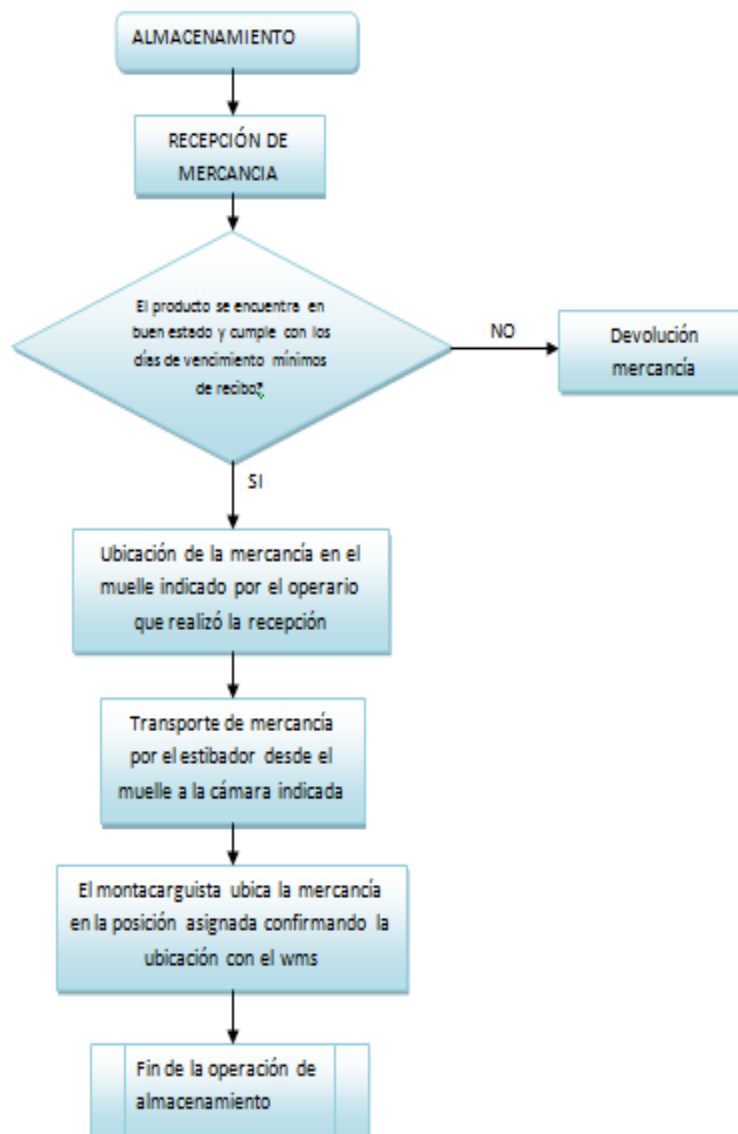 ALMACENAMIENTO
RECEPCIÓN DE
MERCANCIA
El producto se encuentra en
buen estado y cumple con los
días de vencimiento mínimos
de recibo?
NO
Devolución
mercancía
SI
Ubicación de la mercancía en el
muelle indicado por el operario
que realizó la recepción
Transporte de mercancía
por el estibador desde el
muelle a la cámara indicada
El montacarguista ubica la mercancía
en la posición asignada confirmando la
ubicación con el wms
Fin de la operación de
almacenamiento